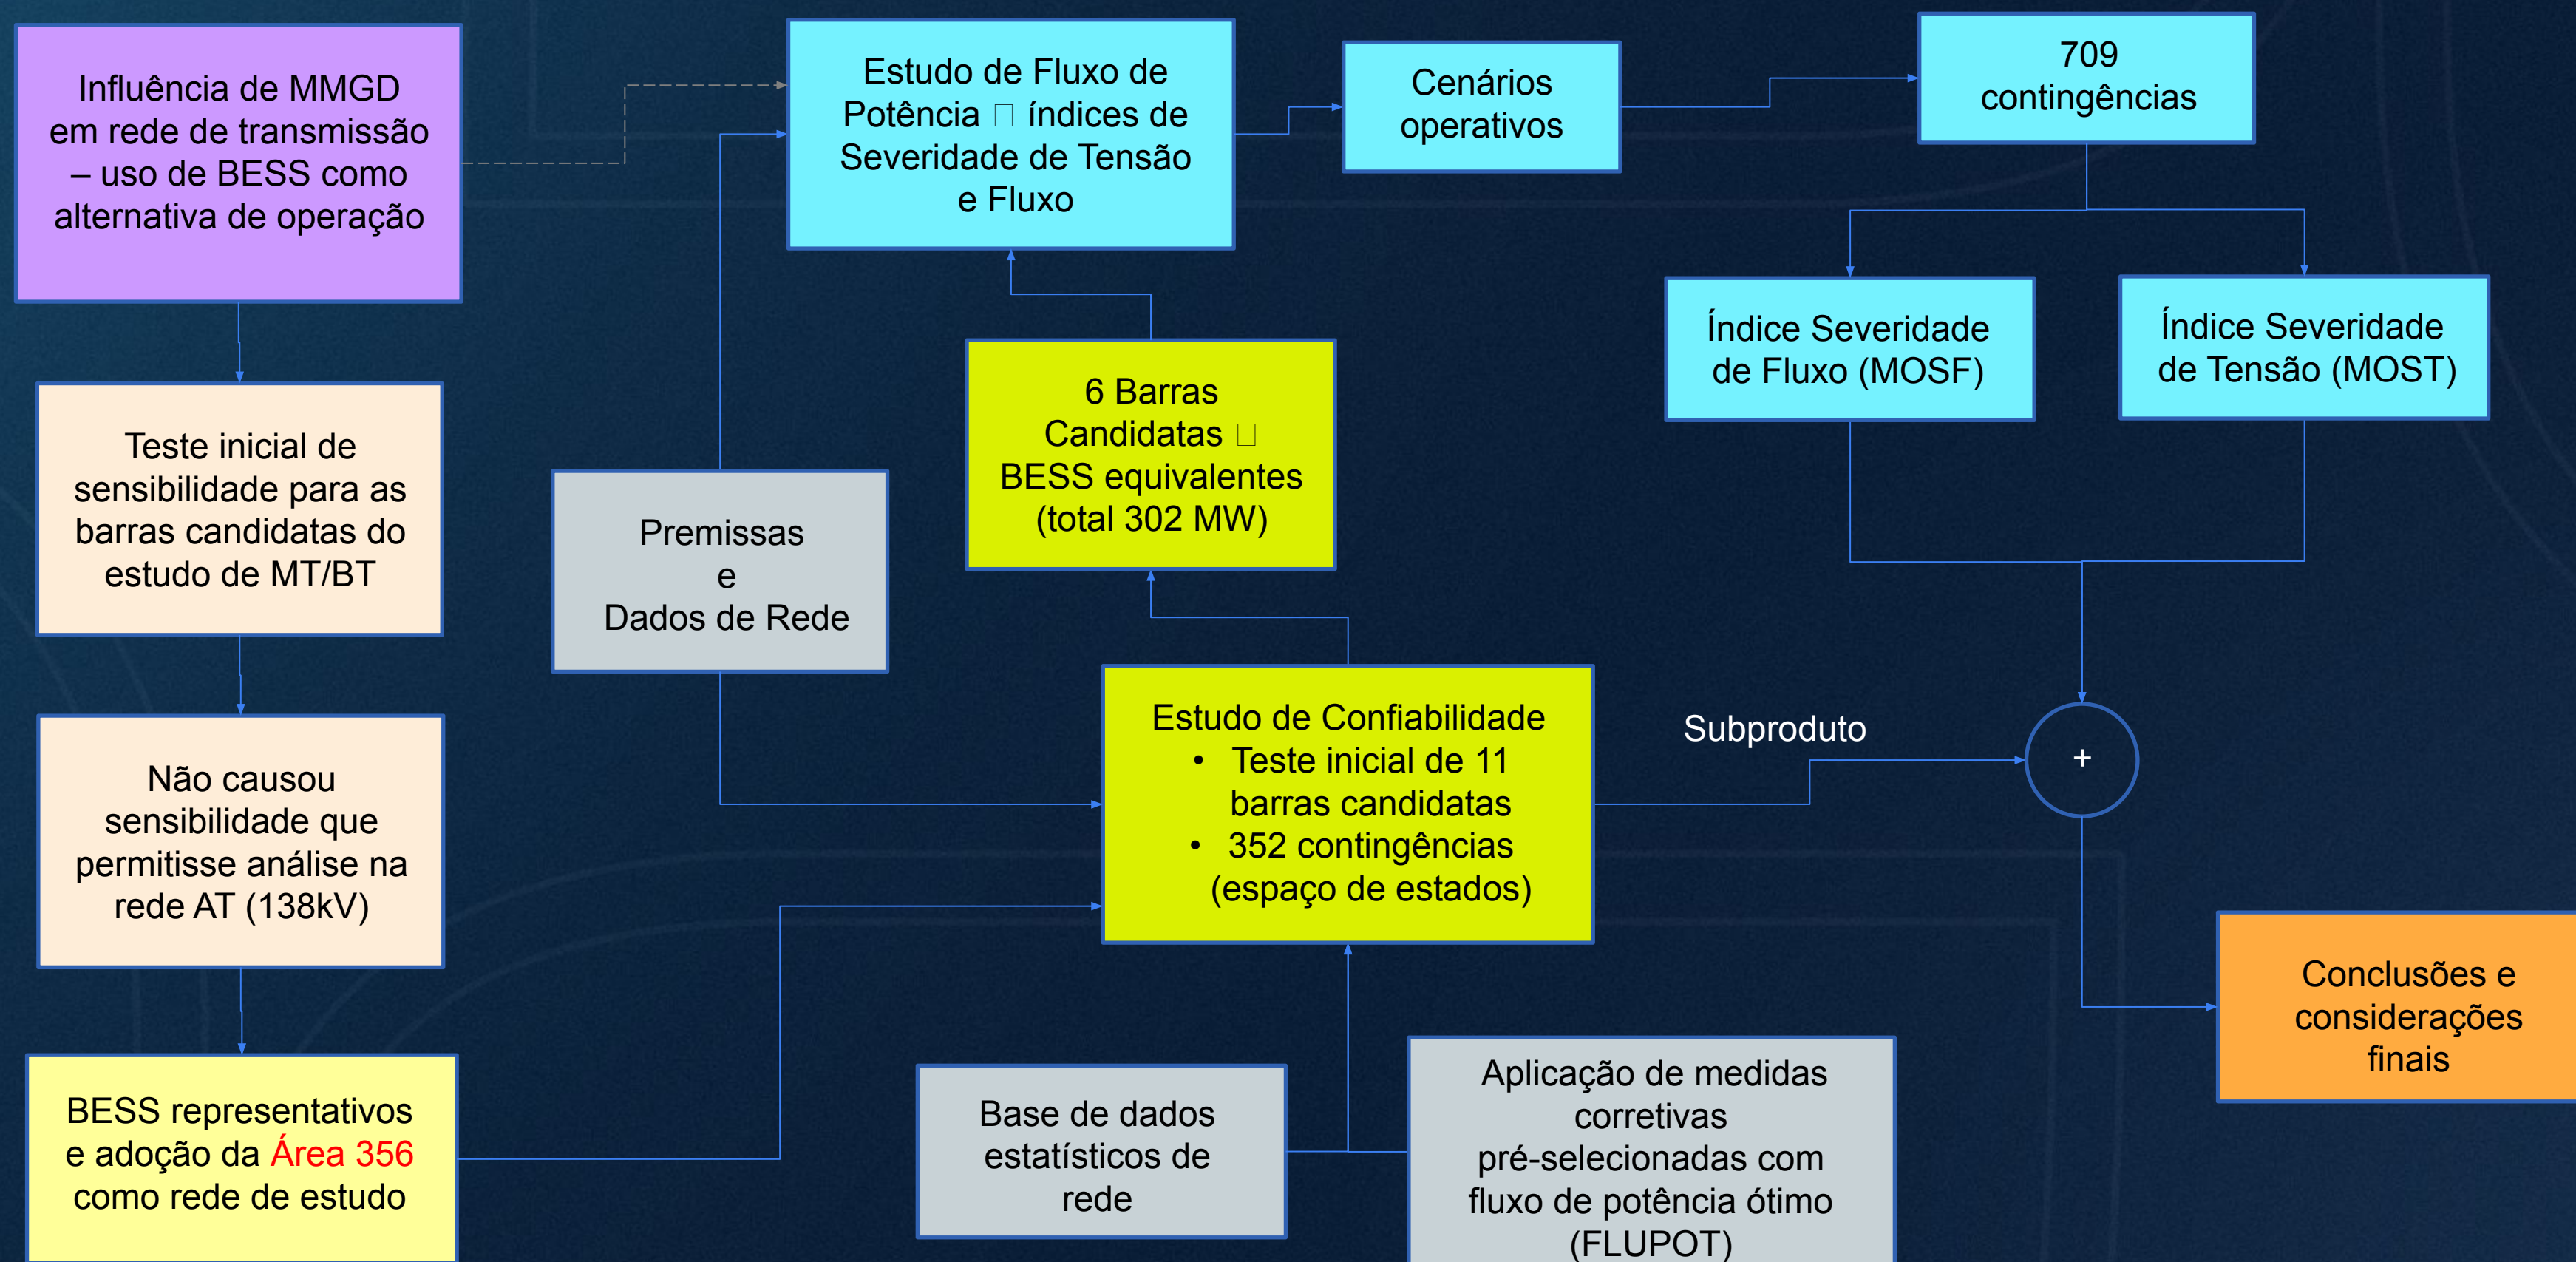 Influência de MMGD
em rede de transmissão
– uso de BESS como
alternativa de operação
Estudo de Fluxo de
Potência □ índices de
Severidade de Tensão
e Fluxo
Cenários
operativos
709
contingências
Índice Severidade
de Fluxo (MOSF)
Índice Severidade
de Tensão (MOST)
Teste inicial de
sensibilidade para as
barras candidatas do
estudo de MT/BT
6 Barras
Candidatas □
BESS equivalentes
(total 302 MW)
Premissas
e
Dados de Rede
Não causou
sensibilidade que
permitisse análise na
rede AT (138kV)
Estudo de Confiabilidade
• Teste inicial de 11
barras candidatas
• 352 contingências
(espaço de estados)
Subproduto
+
BESS representativos
e adoção da Área 356
como rede de estudo
Base de dados
estatísticos de
rede
Aplicação de medidas
corretivas
pré-selecionadas com
fluxo de potência ótimo
(FLUPOT)
Conclusões e
considerações
finais